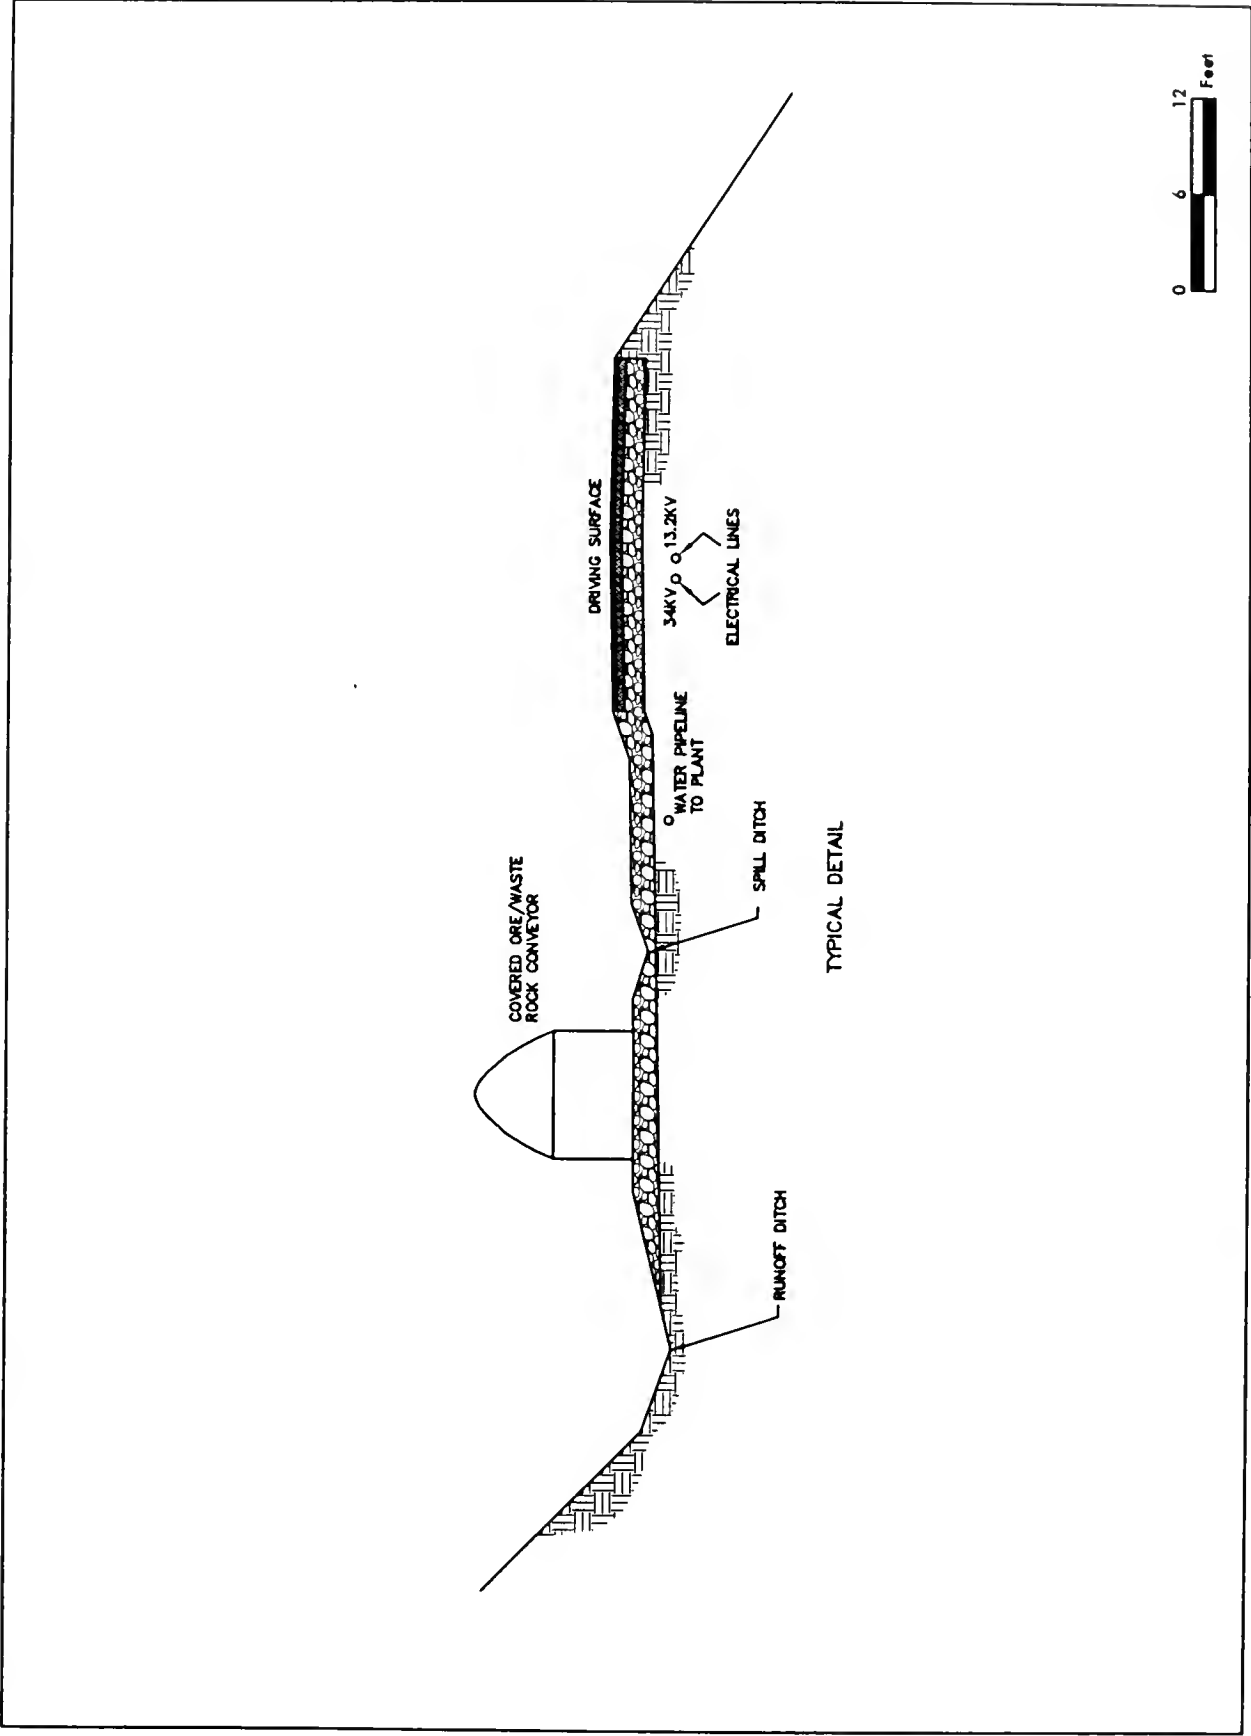 COVERED ORE/WASTE
ROCK CONVEYOR
DRIVING SURFACE
34KV
13.2KV
ELECTRICAL LINES
WATER PIPELINE
TO PLANT
SPILL DITCH
RUNOFF DITCH
TYPICAL DETAIL
0 6 12
Feet